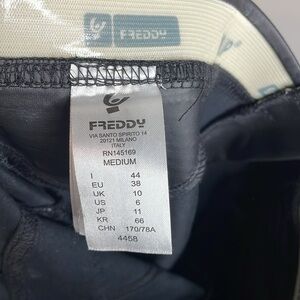 FREDDY
FREDDY
VIA SANTO SPIRITO 14
20121 MILANO
ITALY
RN145169
MEDIUM
I 44
EU 38
UK 10
US 6
JP 11
KR 66
CHN 170/78A
4458